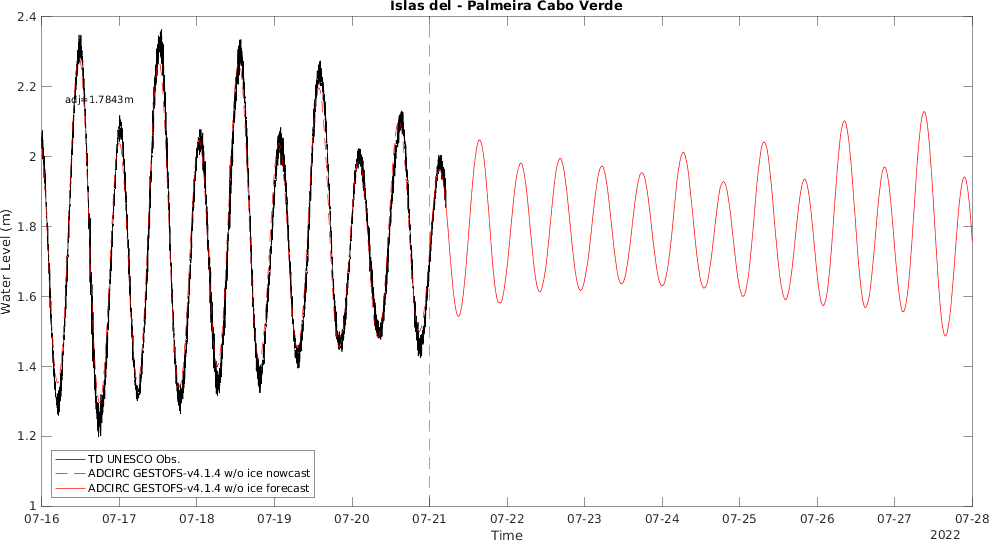 Islas del - Palmeira Cabo Verde
2.4
2.2
2
1.8
1.6
1.4
1.2
1
Water Level (m)
adj=1.7843m
TD UNESCO Obs.
ADCIRC GESTOFS-v4.1.4 w/o ice nowcast
ADCIRC GESTOFS-v4.1.4 w/o ice forecast
07-16 07-17 07-18 07-19 07-20 07-21 07-22 07-23 07-24 07-25 07-26 07-27 07-28
Time
2022